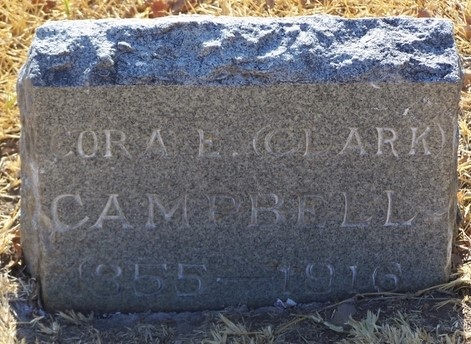 CORA E. (CLARK)
CAMPBELL
1855 – 1916